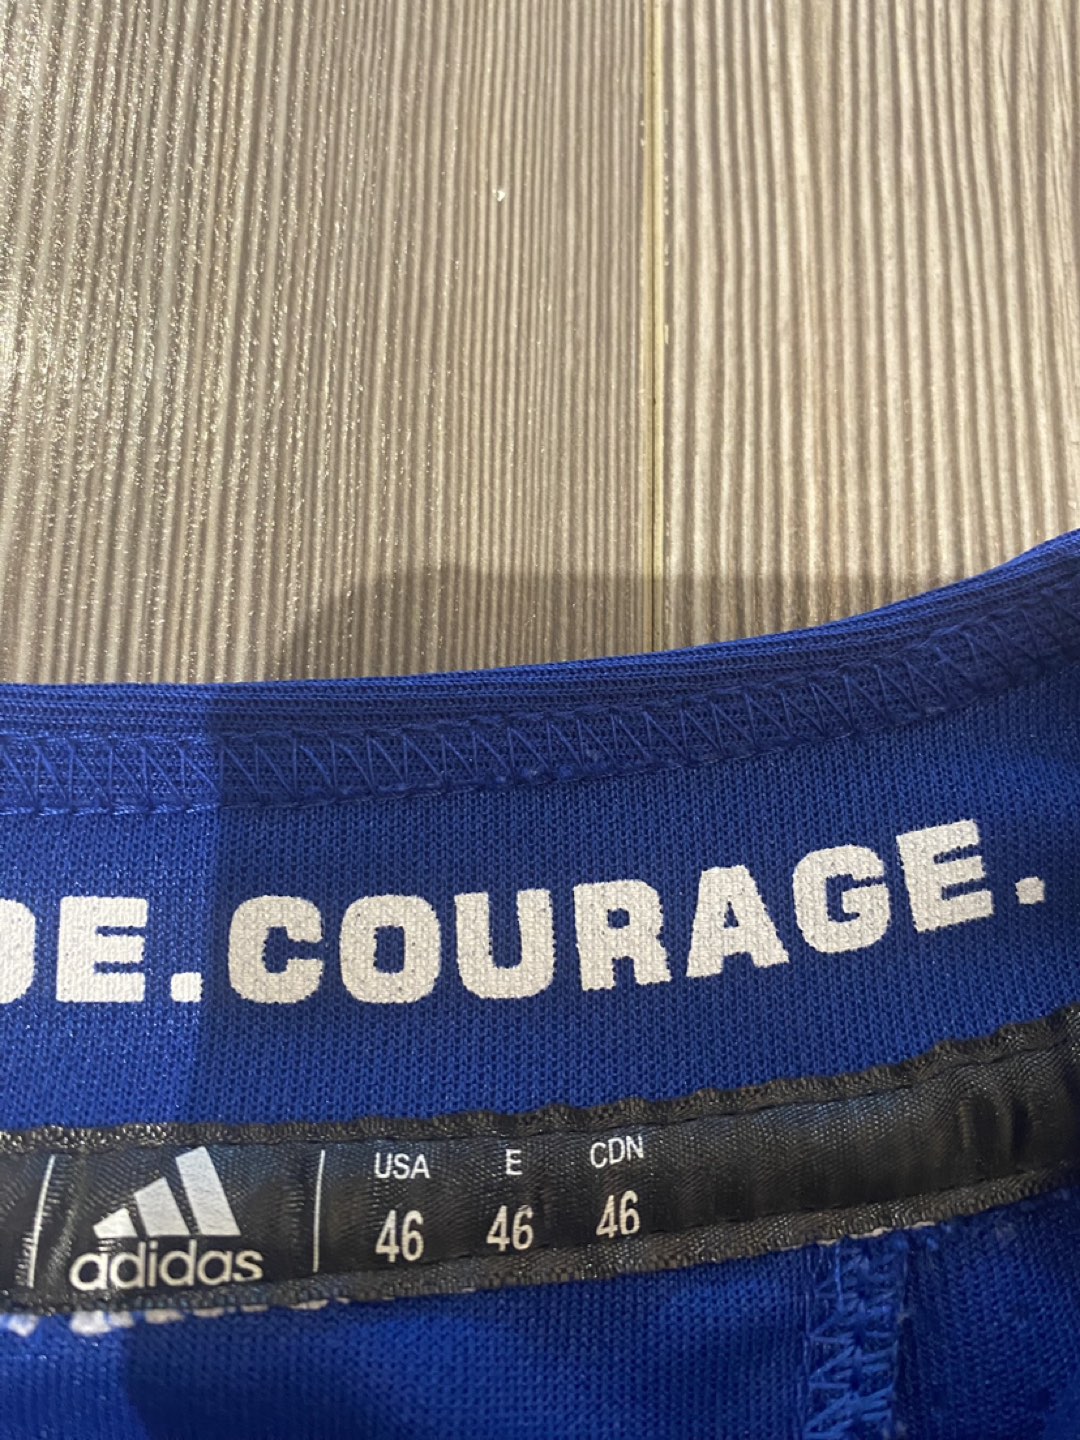 DE.COURAGE.
adidas
USA E CDN
46 46 46